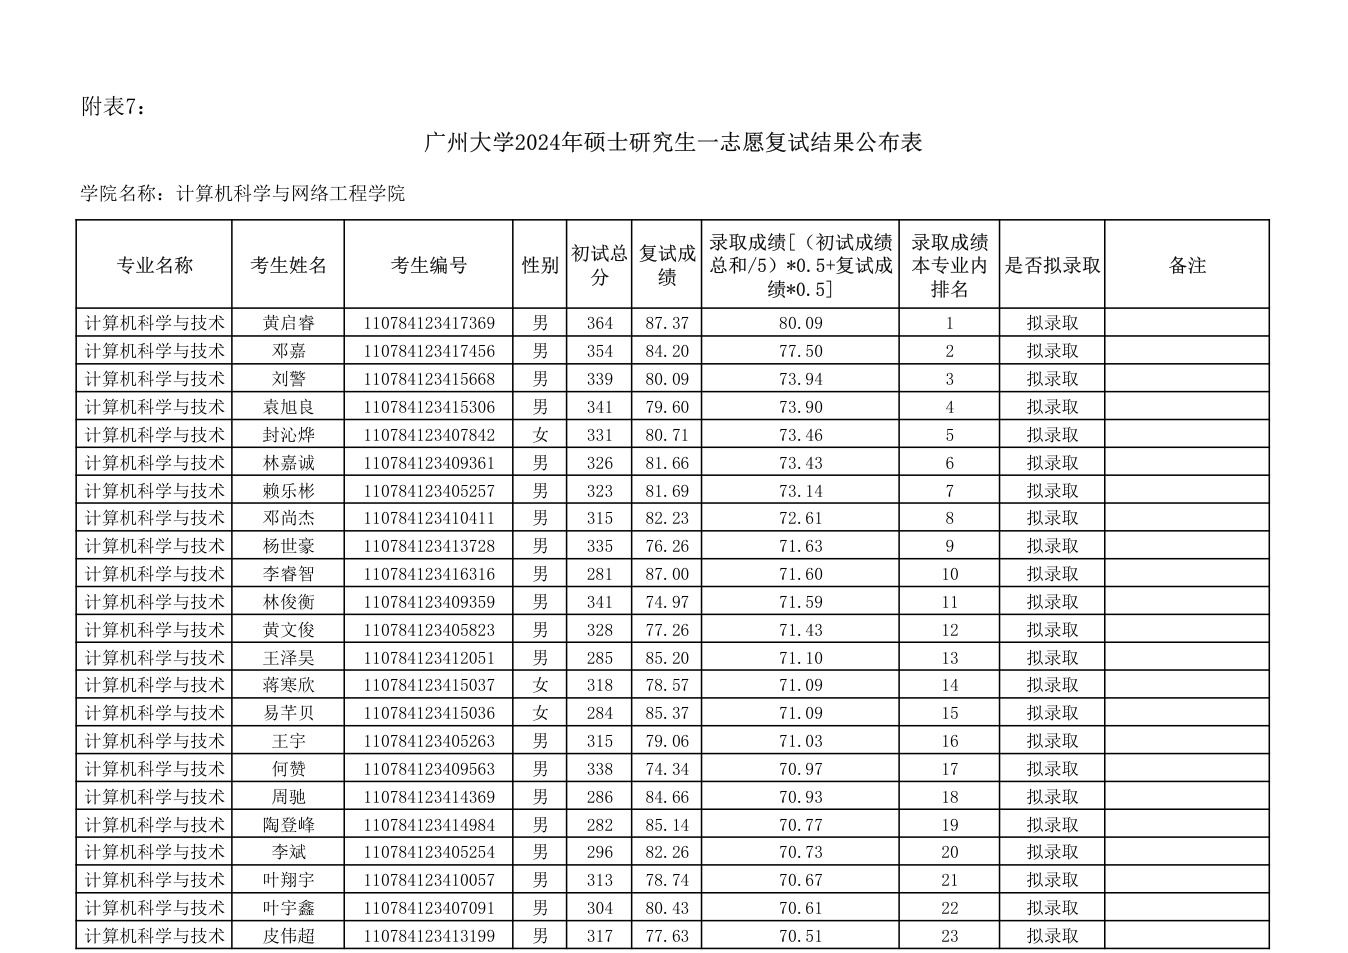 附表7：
广州大学2024年硕士研究生一志愿复试结果公布表
学院名称：计算机科学与网络工程学院
专业名称 考生姓名 考生编号 性别 初试总分 复试成绩 录取成绩[（初试成绩总和/5）*0.5+复试成绩*0.5] 录取成绩本专业内排名 是否拟录取 备注
计算机科学与技术 黄启睿 110784123417369 男 364 87.37 80.09 1 拟录取
计算机科学与技术 邓嘉 110784123417456 男 354 84.20 77.50 2 拟录取
计算机科学与技术 刘警 110784123415668 男 339 80.09 73.94 3 拟录取
计算机科学与技术 袁旭良 110784123415306 男 341 79.60 73.90 4 拟录取
计算机科学与技术 封沁烨 110784123407842 女 331 80.71 73.46 5 拟录取
计算机科学与技术 林嘉诚 110784123409361 男 326 81.66 73.43 6 拟录取
计算机科学与技术 赖乐彬 110784123405257 男 323 81.69 73.14 7 拟录取
计算机科学与技术 邓尚杰 110784123410411 男 315 82.23 72.61 8 拟录取
计算机科学与技术 杨世豪 110784123413728 男 335 76.26 71.63 9 拟录取
计算机科学与技术 李睿智 110784123416316 男 281 87.00 71.60 10 拟录取
计算机科学与技术 林俊衡 110784123409359 男 341 74.97 71.59 11 拟录取
计算机科学与技术 黄文俊 110784123405823 男 328 77.26 71.43 12 拟录取
计算机科学与技术 王泽昊 110784123412051 男 285 85.20 71.10 13 拟录取
计算机科学与技术 蒋寒欣 110784123415037 女 318 78.57 71.09 14 拟录取
计算机科学与技术 易芊贝 110784123415036 女 284 85.37 71.09 15 拟录取
计算机科学与技术 王宇 110784123405263 男 315 79.06 71.03 16 拟录取
计算机科学与技术 何赞 110784123409563 男 338 74.34 70.97 17 拟录取
计算机科学与技术 周驰 110784123414369 男 286 84.66 70.93 18 拟录取
计算机科学与技术 陶登峰 110784123414984 男 282 85.14 70.77 19 拟录取
计算机科学与技术 李斌 110784123405254 男 296 82.26 70.73 20 拟录取
计算机科学与技术 叶翔宇 110784123410057 男 313 78.74 70.67 21 拟录取
计算机科学与技术 叶宇鑫 110784123407091 男 304 80.43 70.61 22 拟录取
计算机科学与技术 皮伟超 110784123413199 男 317 77.63 70.51 23 拟录取